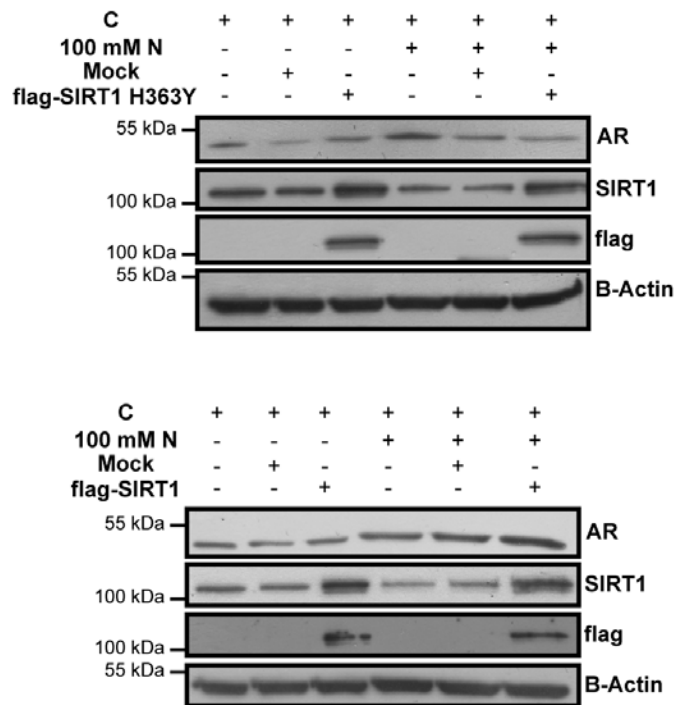 C + + + + + +
100 mM N - - - + + +
Mock - + - - + -
flag-SIRT1 H363Y - - + - - +
55 kDa AR
SIRT1
100 kDa
flag
100 kDa
55 kDa
B-Actin
C + + + + + +
100 mM N - - - + + +
Mock - + - - + -
flag-SIRT1 - - + - - +
55 kDa AR
SIRT1
100 kDa
flag
100 kDa
55 kDa
B-Actin